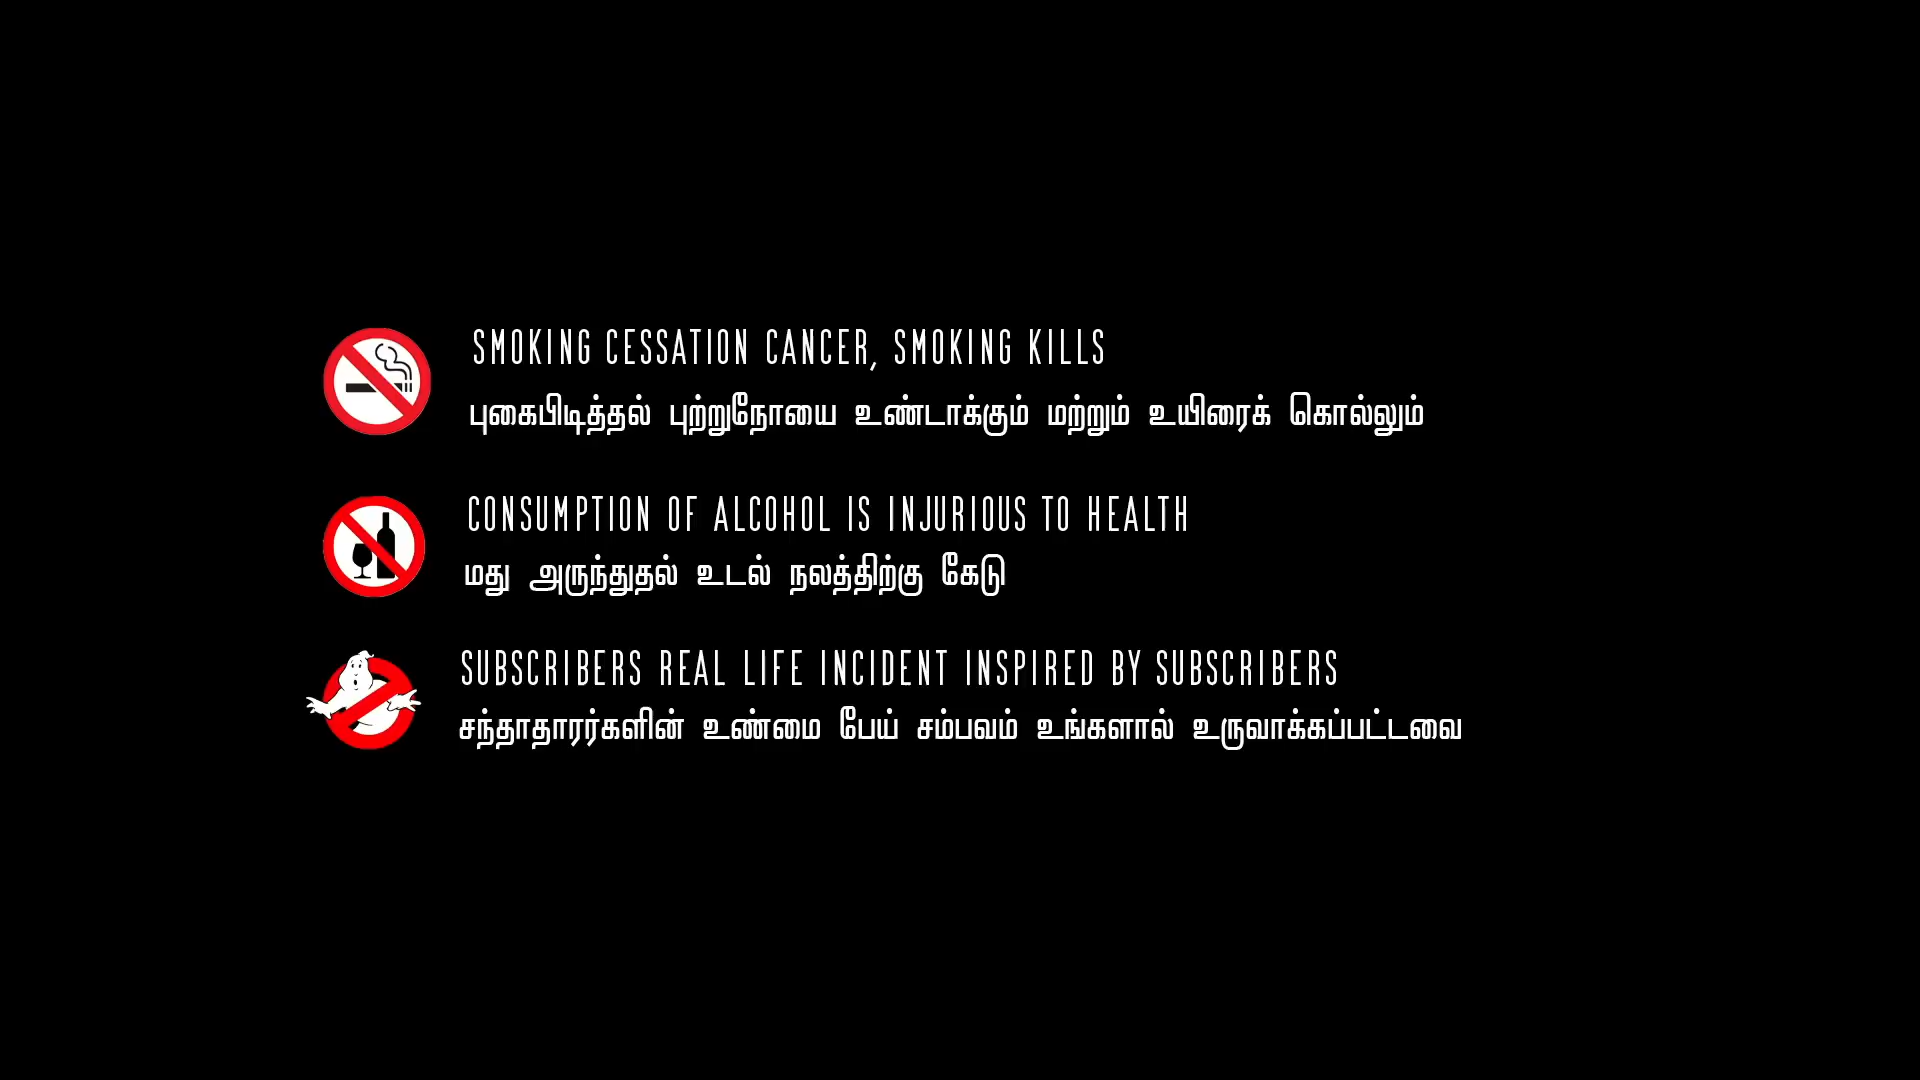 SMOKING CESSATION CANCER, SMOKING KILLS
புகைபிடித்தல் புற்றுநோயை உண்டாக்கும் மற்றும் உயிரைக் கொல்லும்
CONSUMPTION OF ALCOHOL IS INJURIOUS TO HEALTH
மது அருந்துதல் உடல் நலத்திற்கு கேடு
SUBSCRIBERS REAL LIFE INCIDENT INSPIRED BY SUBSCRIBERS
சந்தாதாரர்களின் உண்மை பேய் சம்பவம் உங்களால் உருவாக்கப்பட்டவை